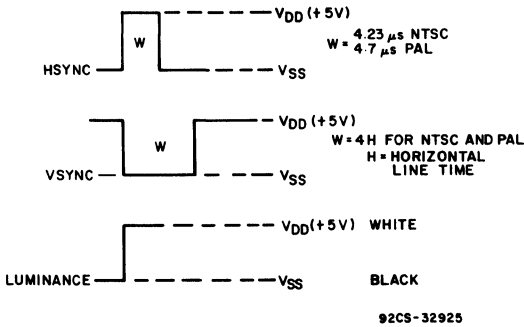 VDD (+5V)
W
W = 4.23 µs NTSC
4.7 µs PAL
HSYNC
VSS
VDD (+5V)
W
W=4H FOR NTSC AND PAL
H = HORIZONTAL
LINE TIME
VSYNC
VSS
VDD (+5V) WHITE
LUMINANCE
VSS BLACK
92CS-32925